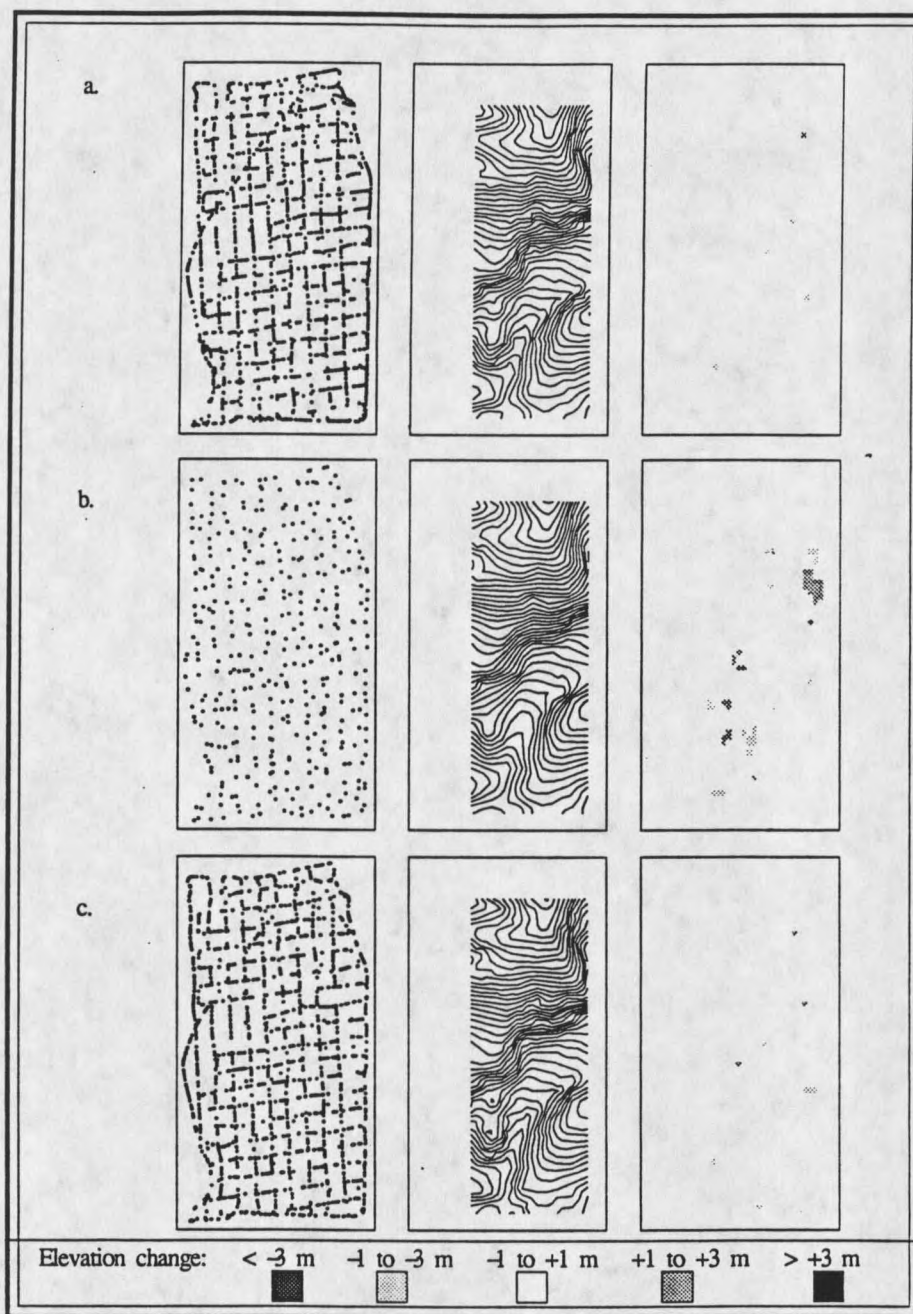 a.
b.
c.
Elevation change: < -3 m -1 to -3 m -1 to +1 m +1 to +3 m > +3 m